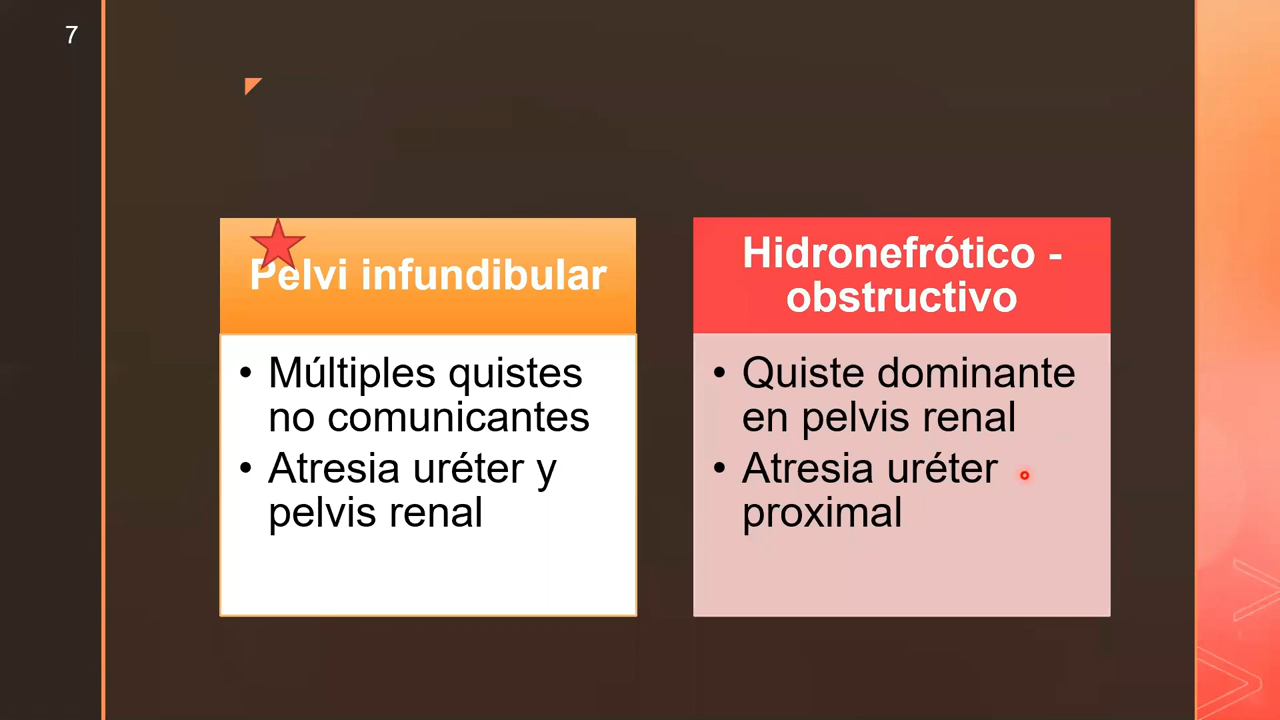 7
Pelvi infundibular
• Múltiples quistes
no comunicantes
• Atresia uréter y
pelvis renal
Hidronefrótico -
obstructivo
• Quiste dominante
en pelvis renal
• Atresia uréter
proximal